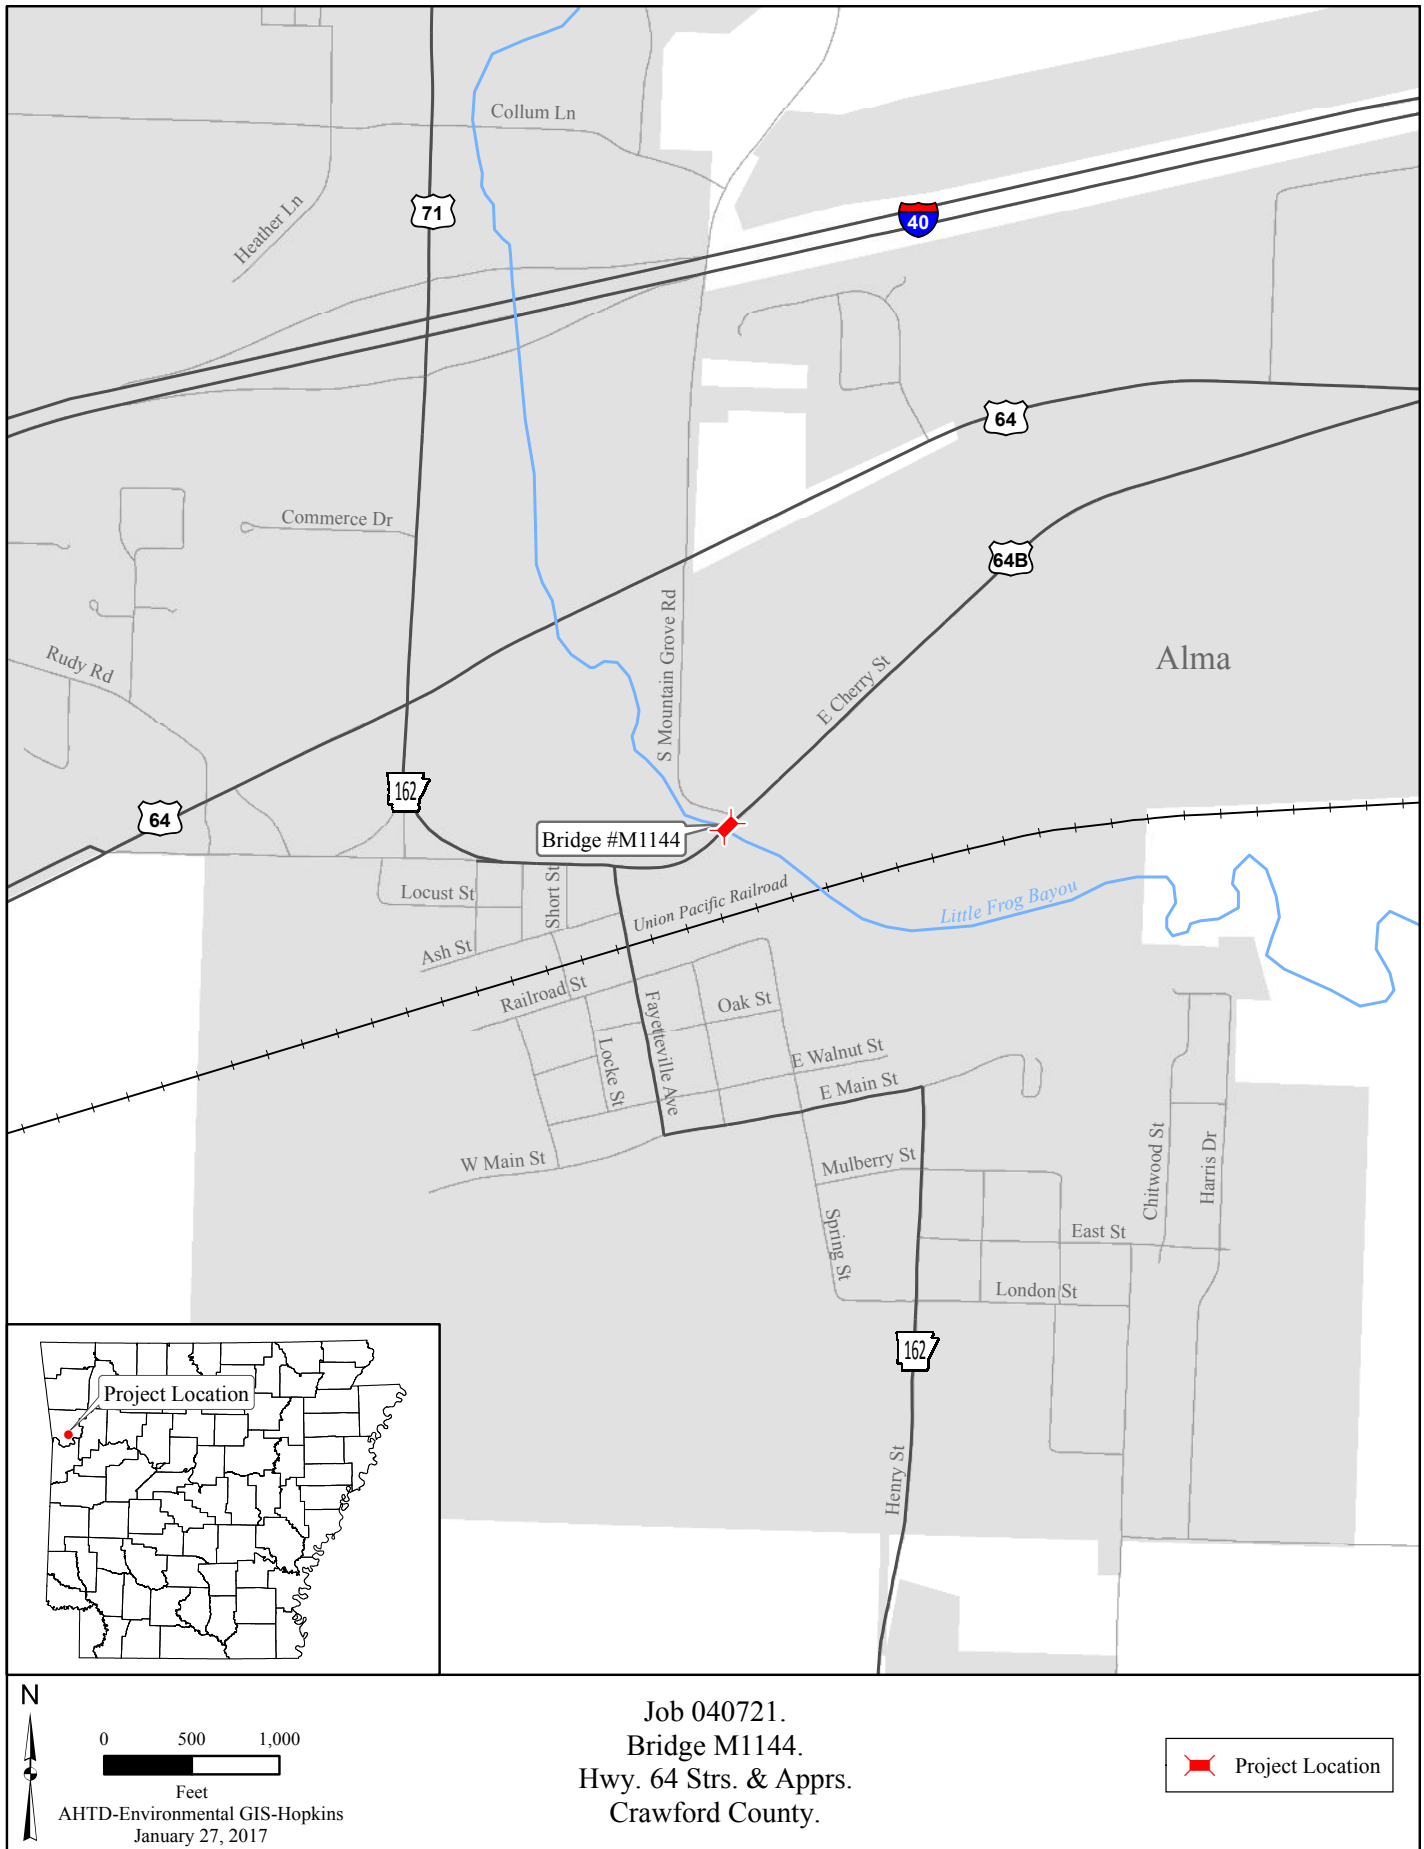 Collum Ln
Heather Ln
71
40
64
Commerce Dr
64B
S Mountain Grove Rd
Rudy Rd
Alma
E Cherry St
162
64
Bridge #M1144
Locust St
Short St
Union Pacific Railroad
Little Frog Bayou
Ash St
Railroad St
Fayetteville Ave
Oak St
Locke St
E Walnut St
E Main St
W Main St
Mulberry St
Chitwood St
Harris Dr
Spring St
East St
London St
162
Henry St
Project Location
N
0 500 1,000
Feet
AHTD-Environmental GIS-Hopkins
January 27, 2017
Job 040721.
Bridge M1144.
Hwy. 64 Strs. & Apprs.
Crawford County.
Project Location